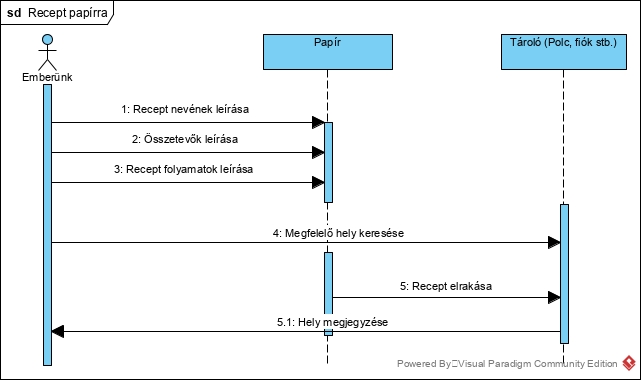 sd Recept papírra
Emberünk
Papír
Tároló (Polc, fiók stb.)
1: Recept nevének leírása
2: Összetevők leírása
3: Recept folyamatok leírása
4: Megfelelő hely keresése
5: Recept elrakása
5.1: Hely megjegyzése
Powered By Visual Paradigm Community Edition